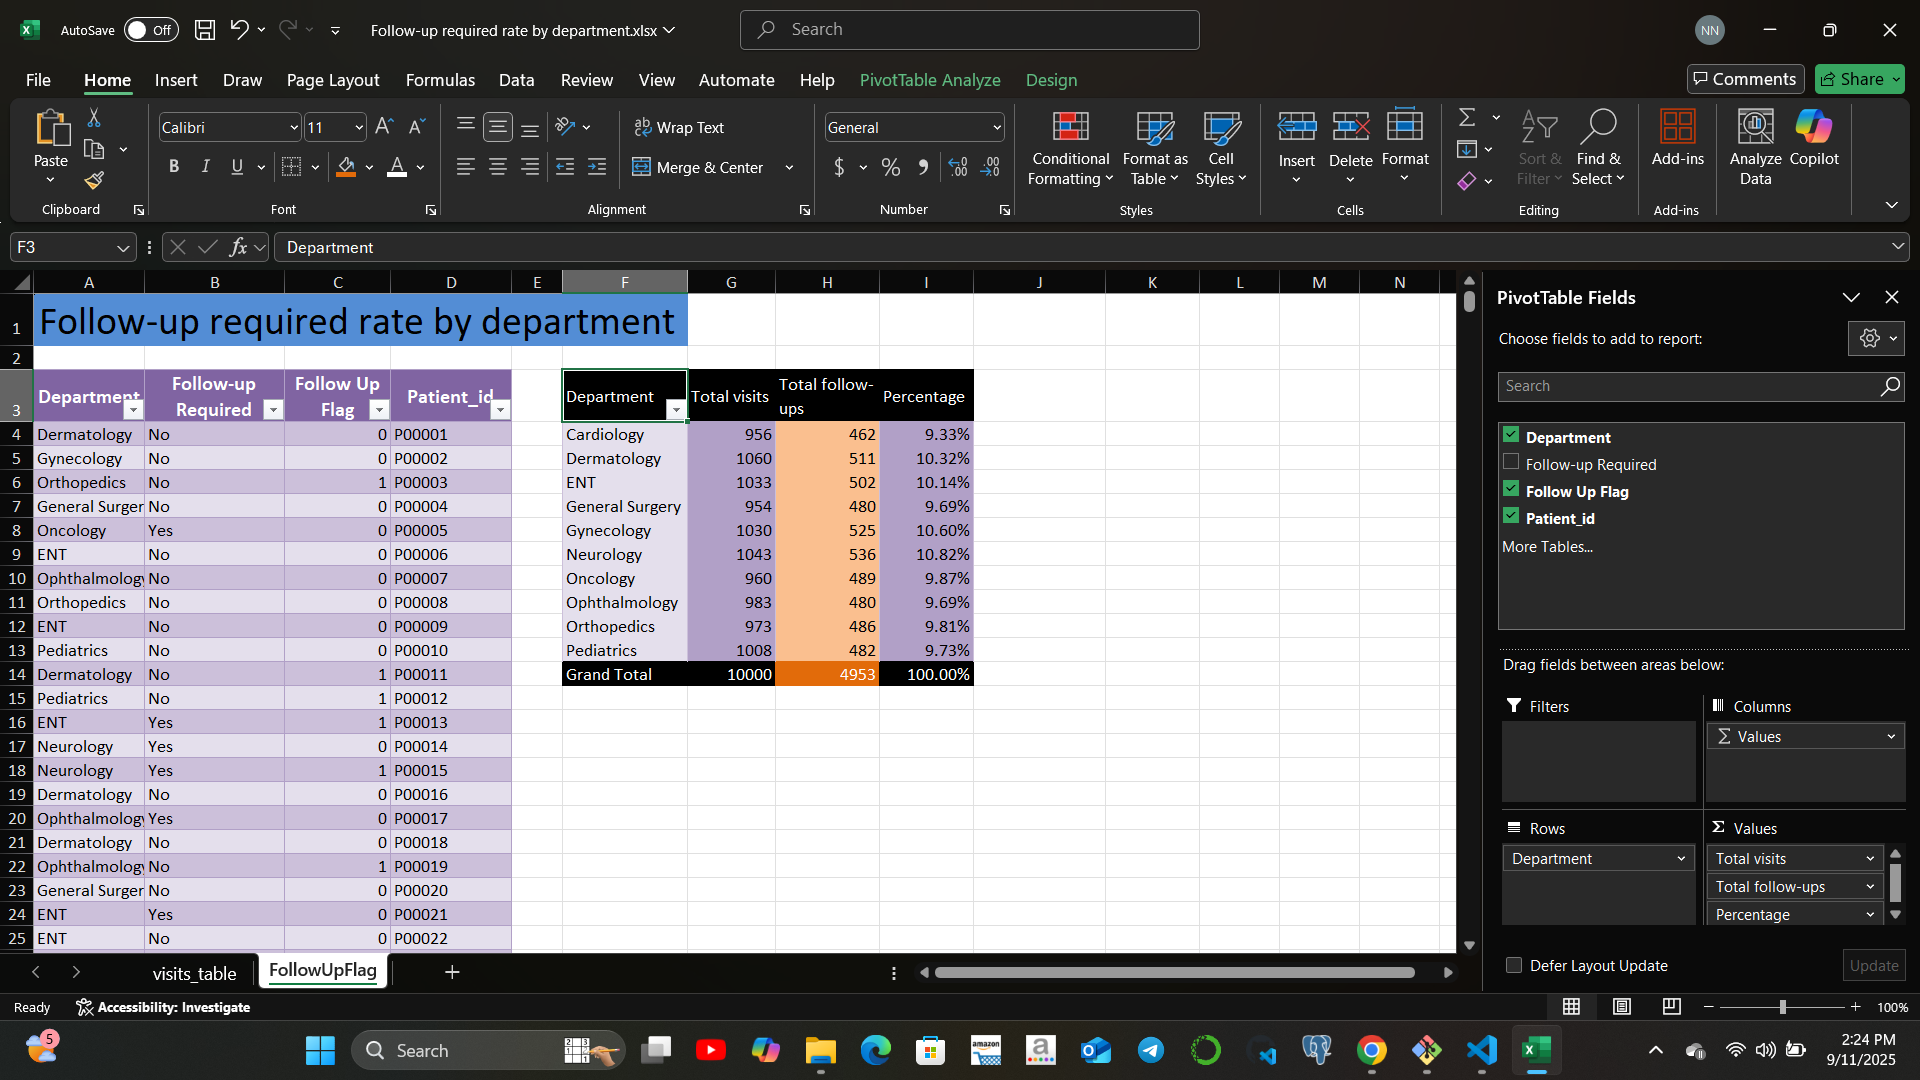 AutoSave Off Follow-up required rate by department.xlsx Search NN
File Home Insert Draw Page Layout Formulas Data Review View Automate Help PivotTable Analyze Design Comments Share
Paste Calibri 11 Wrap Text General Conditional Formatting Format as Table Cell Styles Insert Delete Format Sort & Filter Find & Select Add-ins Analyze Data Copilot
B I U A Merge & Center $ %
Clipboard Font Alignment Number Styles Cells Editing Add-ins
F3 fx Department
A B C D E F G H I J K L M N
1 Follow-up required rate by department
2
3 Department Follow-up Required Follow Up Flag Patient_id Department Total visits Total follow-ups Percentage
4 Dermatology No 0 P00001 Cardiology 956 462 9.33%
5 Gynecology No 0 P00002 Dermatology 1060 511 10.32%
6 Orthopedics No 1 P00003 ENT 1033 502 10.14%
7 General Surger No 0 P00004 General Surgery 954 480 9.69%
8 Oncology Yes 0 P00005 Gynecology 1030 525 10.60%
9 ENT No 0 P00006 Neurology 1043 536 10.82%
10 Ophthalmology No 0 P00007 Oncology 960 489 9.87%
11 Orthopedics No 0 P00008 Ophthalmology 983 480 9.69%
12 ENT No 0 P00009 Orthopedics 973 486 9.81%
13 Pediatrics No 0 P00010 Pediatrics 1008 482 9.73%
14 Dermatology No 1 P00011 Grand Total 10000 4953 100.00%
15 Pediatrics No 1 P00012
16 ENT Yes 1 P00013
17 Neurology Yes 0 P00014
18 Neurology Yes 1 P00015
19 Dermatology No 0 P00016
20 Ophthalmology Yes 0 P00017
21 Dermatology No 0 P00018
22 Ophthalmology No 1 P00019
23 General Surger No 0 P00020
24 ENT Yes 0 P00021
25 ENT No 0 P00022
PivotTable Fields
Choose fields to add to report:
Search
Department
Follow-up Required
Follow Up Flag
Patient_id
More Tables...
Drag fields between areas below:
Filters Columns
Values
Rows Values
Department Total visits
Total follow-ups
Percentage
Defer Layout Update Update
visits_table FollowUpFlag
Ready Accessibility: Investigate 100%
5 Search amazon a
2:24 PM
9/11/2025